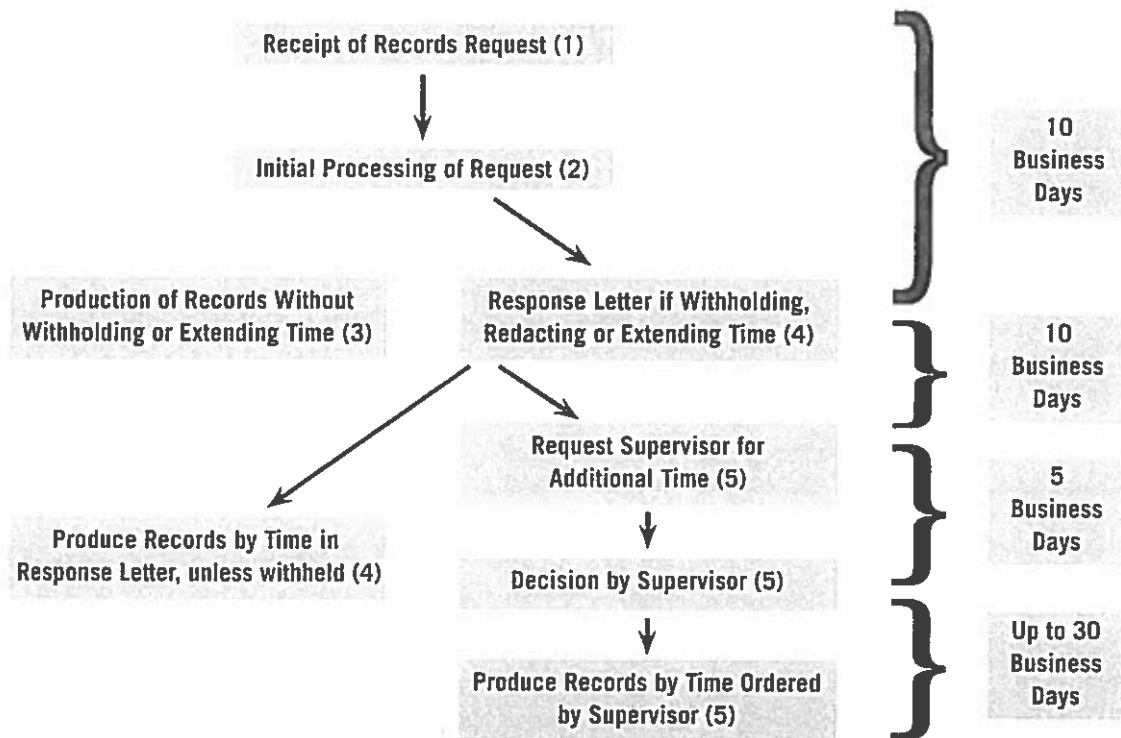 Receipt of Records Request (1)
Initial Processing of Request (2)
10
Business
Days
Production of Records Without
Withholding or Extending Time (3)
Response Letter if Withholding,
Redacting or Extending Time (4)
10
Business
Days
Request Supervisor for
Additional Time (5)
5
Business
Days
Produce Records by Time in
Response Letter, unless withheld (4)
Decision by Supervisor (5)
Produce Records by Time Ordered
by Supervisor (5)
Up to 30
Business
Days